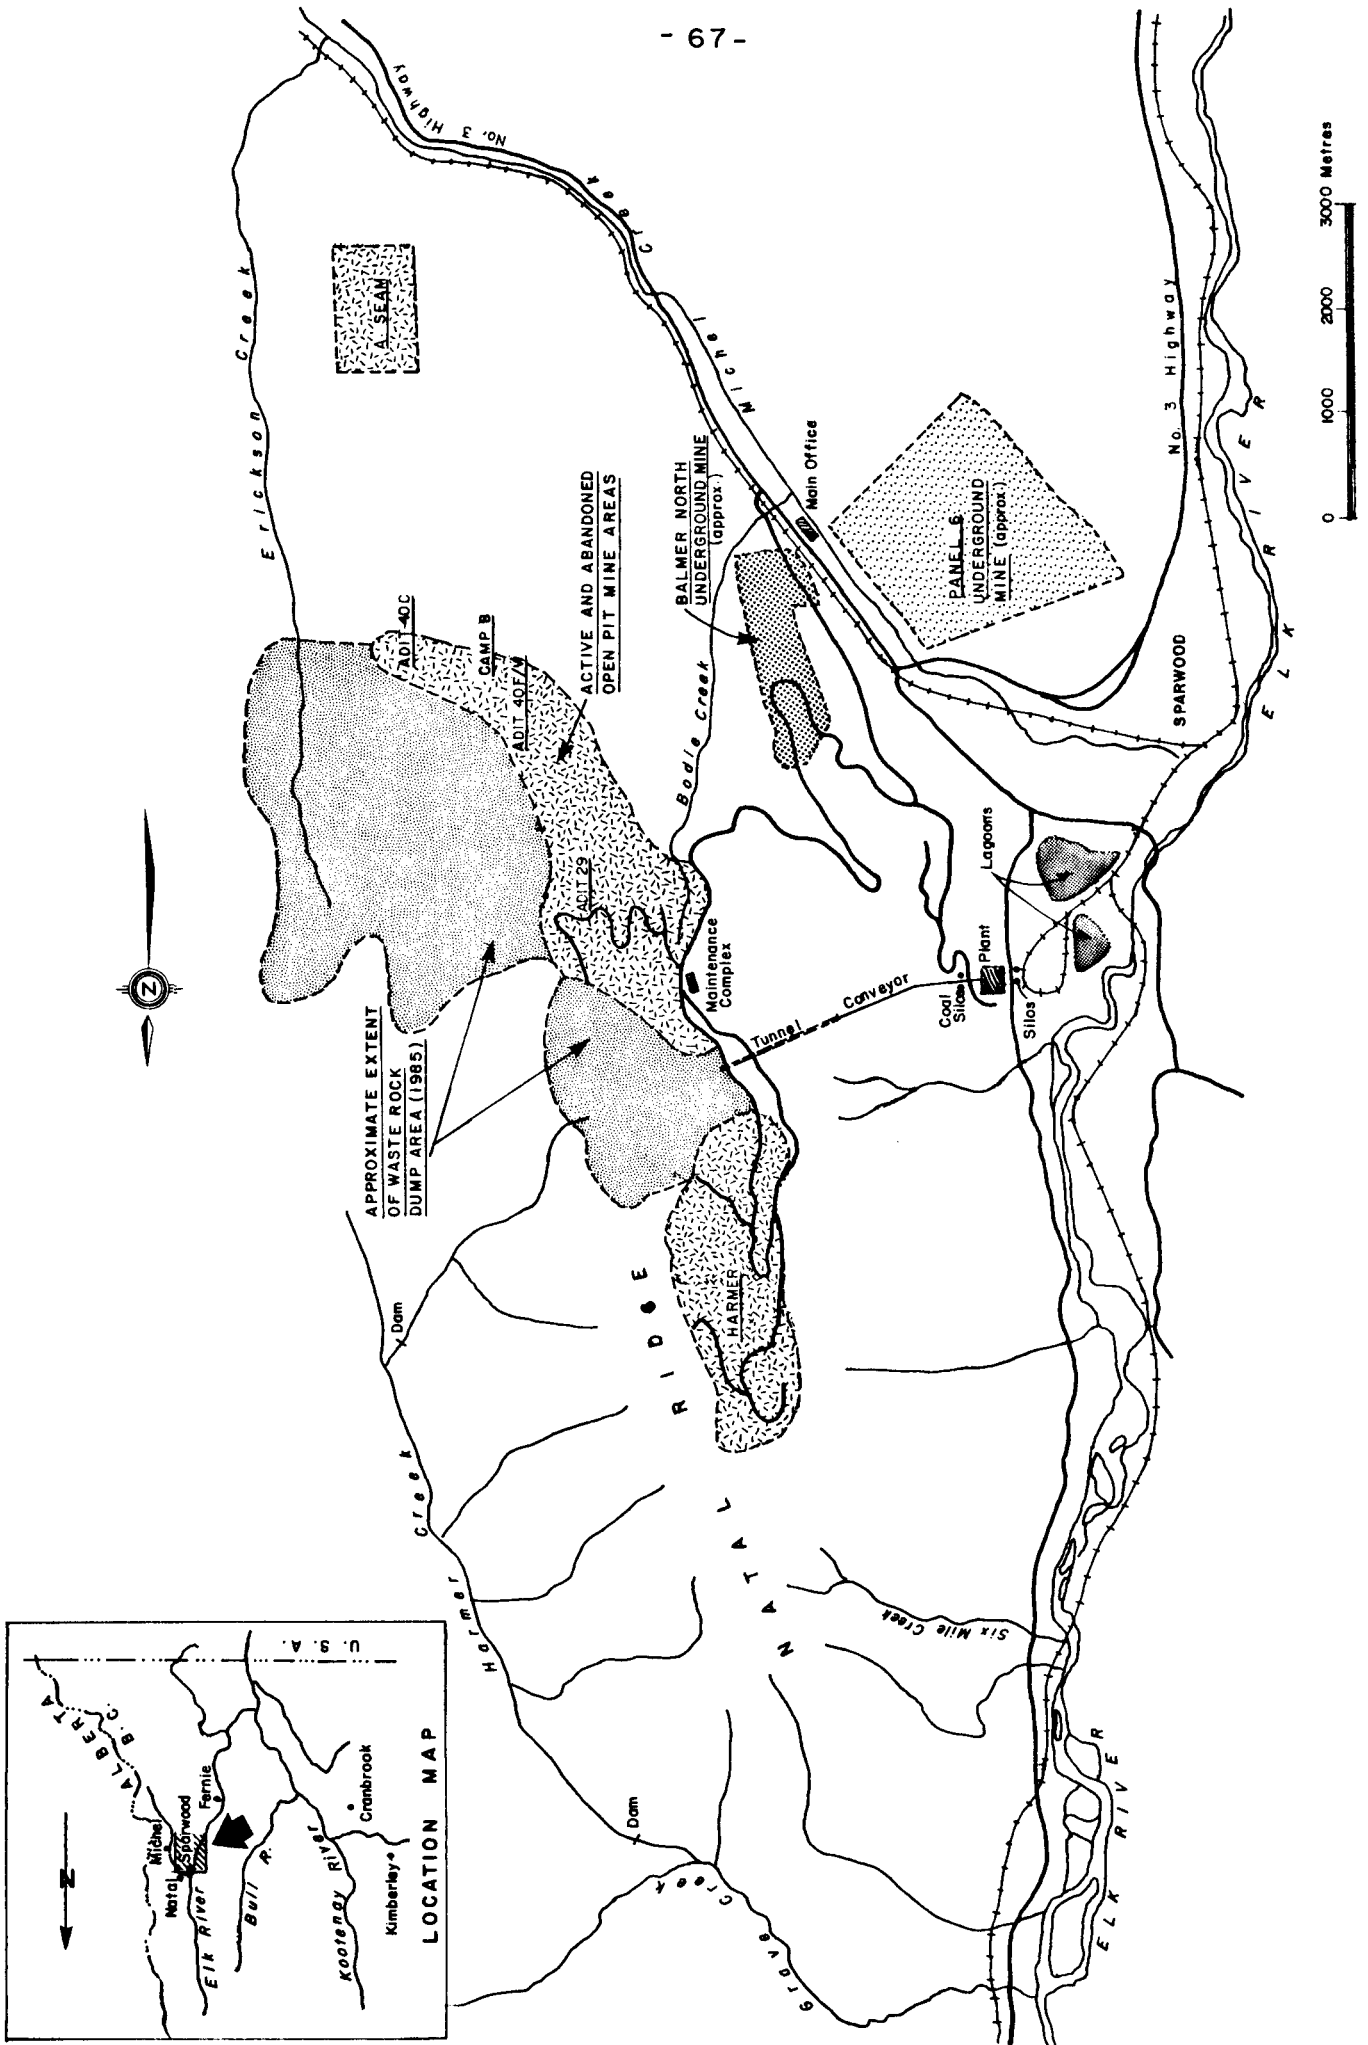 - 67-
No. 3 Highway
Erickson Creek
A SEAM
Michel Creek
Main Office
BALMER NORTH
UNDERGROUND MINE
(approx.)
PANEL 6
UNDERGROUND
MINE (approx.)
No. 3 Highway
ELK RIVER
SPARWOOD
0 1000 2000 3000 Metres
ADIT 40C
CAMP 8
ADIT 40 F/W
ACTIVE AND ABANDONED
OPEN PIT MINE AREAS
Bodie Creek
ADIT 29
Maintenance
Complex
N
APPROXIMATE EXTENT
OF WASTE ROCK
DUMP AREA (1985)
Tunnel
Conveyor
Coal
Silos
Plant
Silos
Lagoons
HARMER
NATAL RIDGE
Dam
Harmer Creek
Six Mile Creek
Dam
Grave Creek
ELK RIVER
N
ALBERTA
B.C.
U.S.A.
Michel
Natal
Sparwood
Fernie
Elk River
Bull R.
Kootenay River
Cranbrook
Kimberley
LOCATION MAP